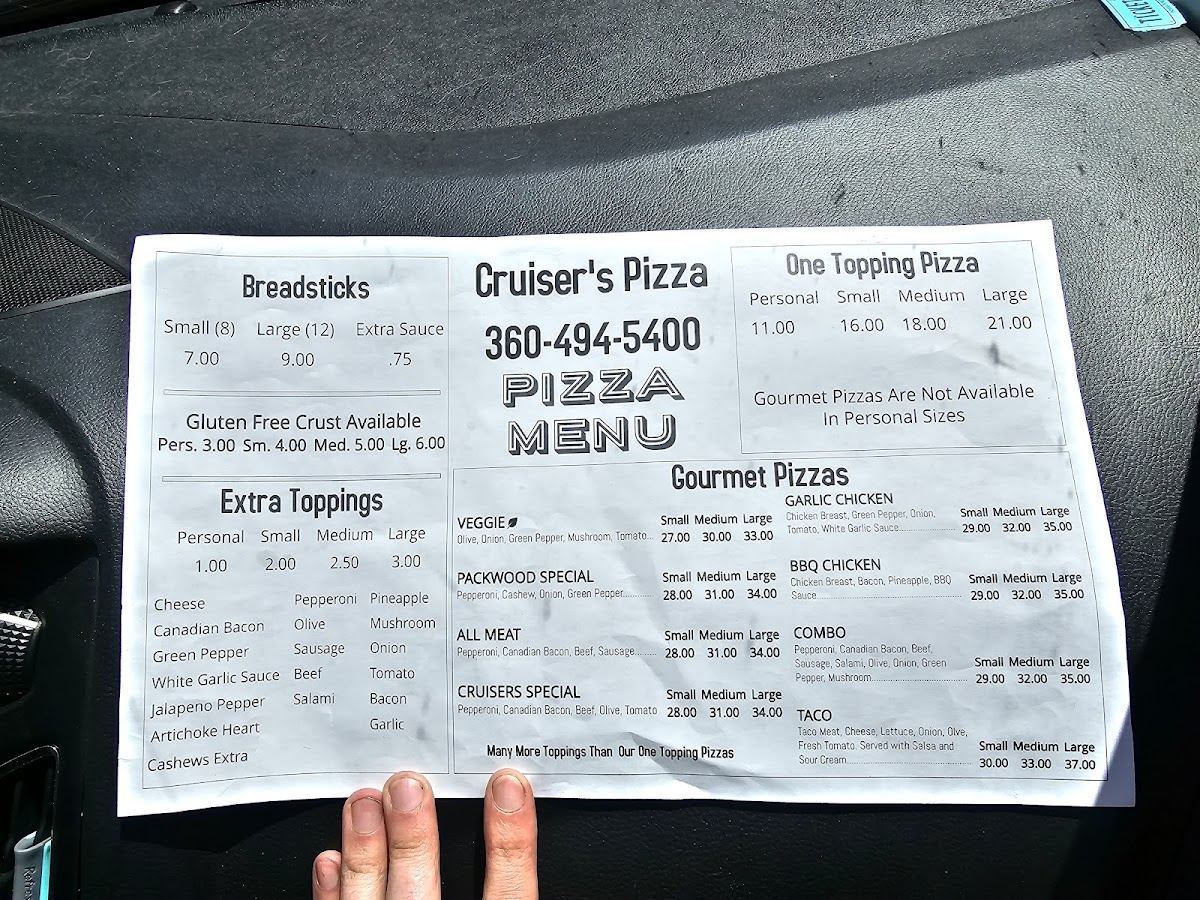 TICKET
Breadsticks
Small (8) Large (12) Extra Sauce
7.00 9.00 .75
Gluten Free Crust Available
Pers. 3.00 Sm. 4.00 Med. 5.00 Lg. 6.00
Extra Toppings
Personal Small Medium Large
1.00 2.00 2.50 3.00
Cheese Pepperoni Pineapple
Canadian Bacon Olive Mushroom
Green Pepper Sausage Onion
White Garlic Sauce Beef Tomato
Jalapeno Pepper Salami Bacon
Artichoke Heart Garlic
Cashews Extra
Cruiser's Pizza
360-494-5400
PIZZA
MENU
One Topping Pizza
Personal Small Medium Large
11.00 16.00 18.00 21.00
Gourmet Pizzas Are Not Available
In Personal Sizes
Gourmet Pizzas
VEGGIE Small Medium Large
Olive, Onion, Green Pepper, Mushroom, Tomato... 27.00 30.00 33.00
PACKWOOD SPECIAL Small Medium Large
Pepperoni, Cashew, Onion, Green Pepper.......... 28.00 31.00 34.00
ALL MEAT Small Medium Large
Pepperoni, Canadian Bacon, Beef, Sausage........ 28.00 31.00 34.00
CRUISERS SPECIAL Small Medium Large
Pepperoni, Canadian Bacon, Beef, Olive, Tomato 28.00 31.00 34.00
Many More Toppings Than Our One Topping Pizzas
GARLIC CHICKEN
Chicken Breast, Green Pepper, Onion, Small Medium Large
Tomato, White Garlic Sauce.................... 29.00 32.00 35.00
BBQ CHICKEN
Chicken Breast, Bacon, Pineapple, BBQ Small Medium Large
Sauce.................................................. 29.00 32.00 35.00
COMBO
Pepperoni, Canadian Bacon, Beef,
Sausage, Salami, Olive, Onion, Green Small Medium Large
Pepper, Mushroom................................. 29.00 32.00 35.00
TACO
Taco Meat, Cheese, Lettuce, Onion, Olve,
Fresh Tomato. Served with Salsa and Small Medium Large
Sour Cream............................................ 30.00 33.00 37.00